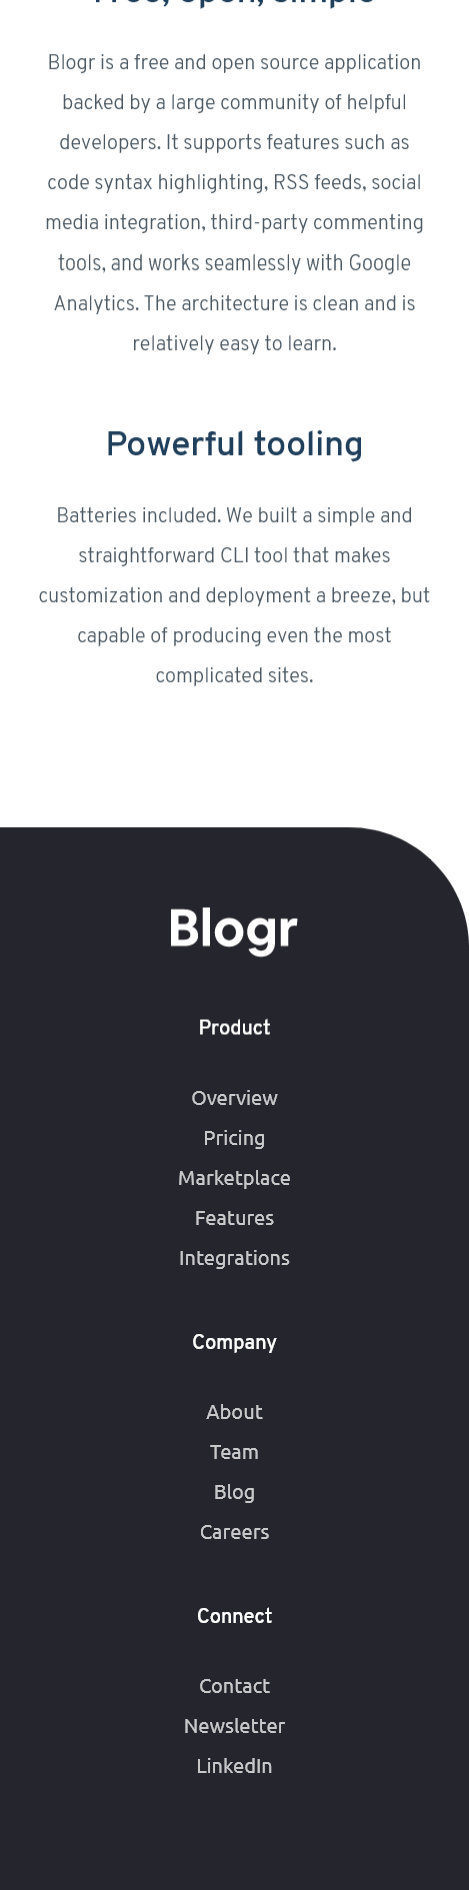 Free, open, simple
Blogr is a free and open source application
backed by a large community of helpful
developers. It supports features such as
code syntax highlighting, RSS feeds, social
media integration, third-party commenting
tools, and works seamlessly with Google
Analytics. The architecture is clean and is
relatively easy to learn.
Powerful tooling
Batteries included. We built a simple and
straightforward CLI tool that makes
customization and deployment a breeze, but
capable of producing even the most
complicated sites.
Blogr
Product
Overview
Pricing
Marketplace
Features
Integrations
Company
About
Team
Blog
Careers
Connect
Contact
Newsletter
LinkedIn